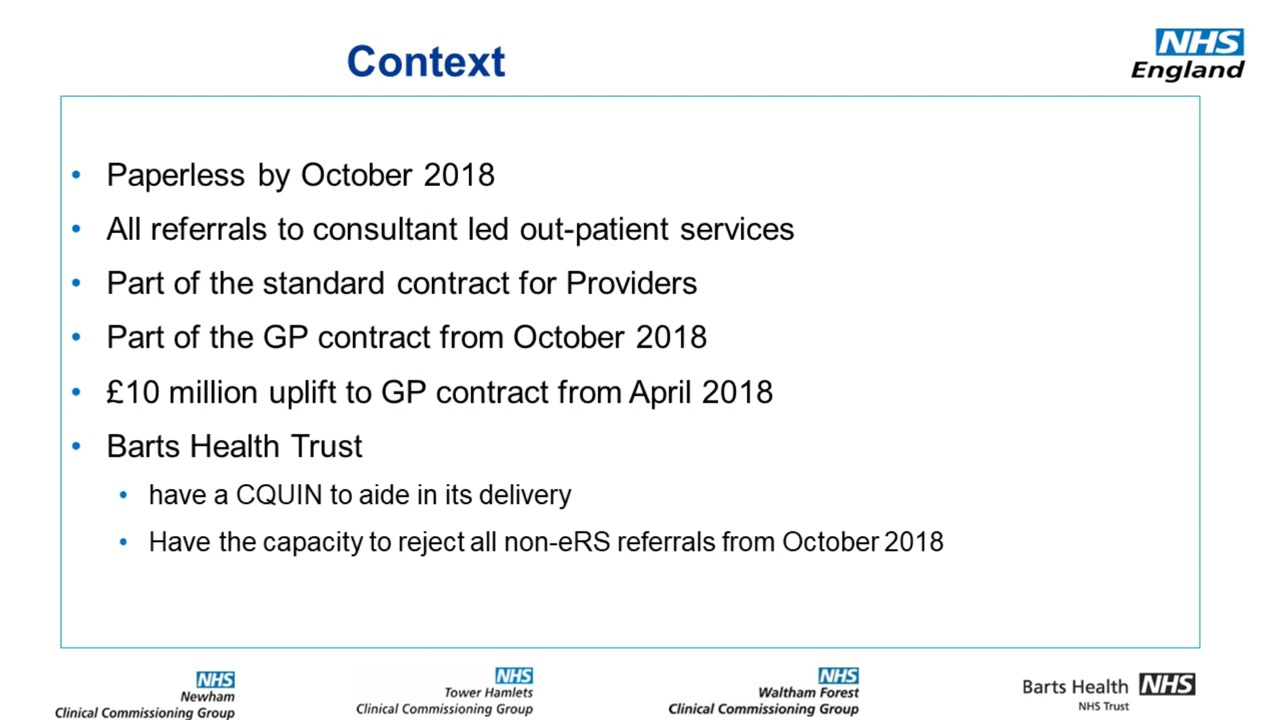 Context
NHS
England
Paperless by October 2018
All referrals to consultant led out-patient services
Part of the standard contract for Providers
Part of the GP contract from October 2018
£10 million uplift to GP contract from April 2018
Barts Health Trust
have a CQUIN to aide in its delivery
Have the capacity to reject all non-eRS referrals from October 2018
NHS
Newham
Clinical Commissioning Group
NHS
Tower Hamlets
Clinical Commissioning Group
NHS
Waltham Forest
Clinical Commissioning Group
Barts Health NHS
NHS Trust